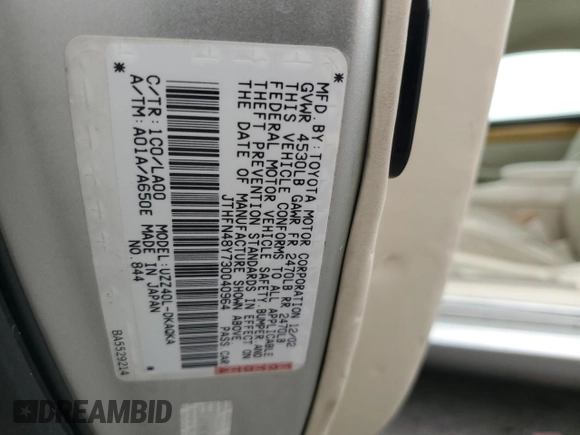 MFD. BY: TOYOTA MOTOR CORPORATION 12/02
GVWR 4530LB GAWR FR 2470LB RR 2470LB
THIS VEHICLE CONFORMS TO ALL APPLICABLE
FEDERAL MOTOR VEHICLE SAFETY, BUMPER AND
THEFT PREVENTION STANDARDS IN EFFECT ON
THE DATE OF MANUFACTURE SHOWN ABOVE.
JTHFN48Y730040964 PASS CAR
* *
C/TR: 1C0/LA00 MODEL: UZZ40L-DKAQKA
A/TM: A01A/A650E MADE IN JAPAN
NO. 844
BA5529214
DREAMBID